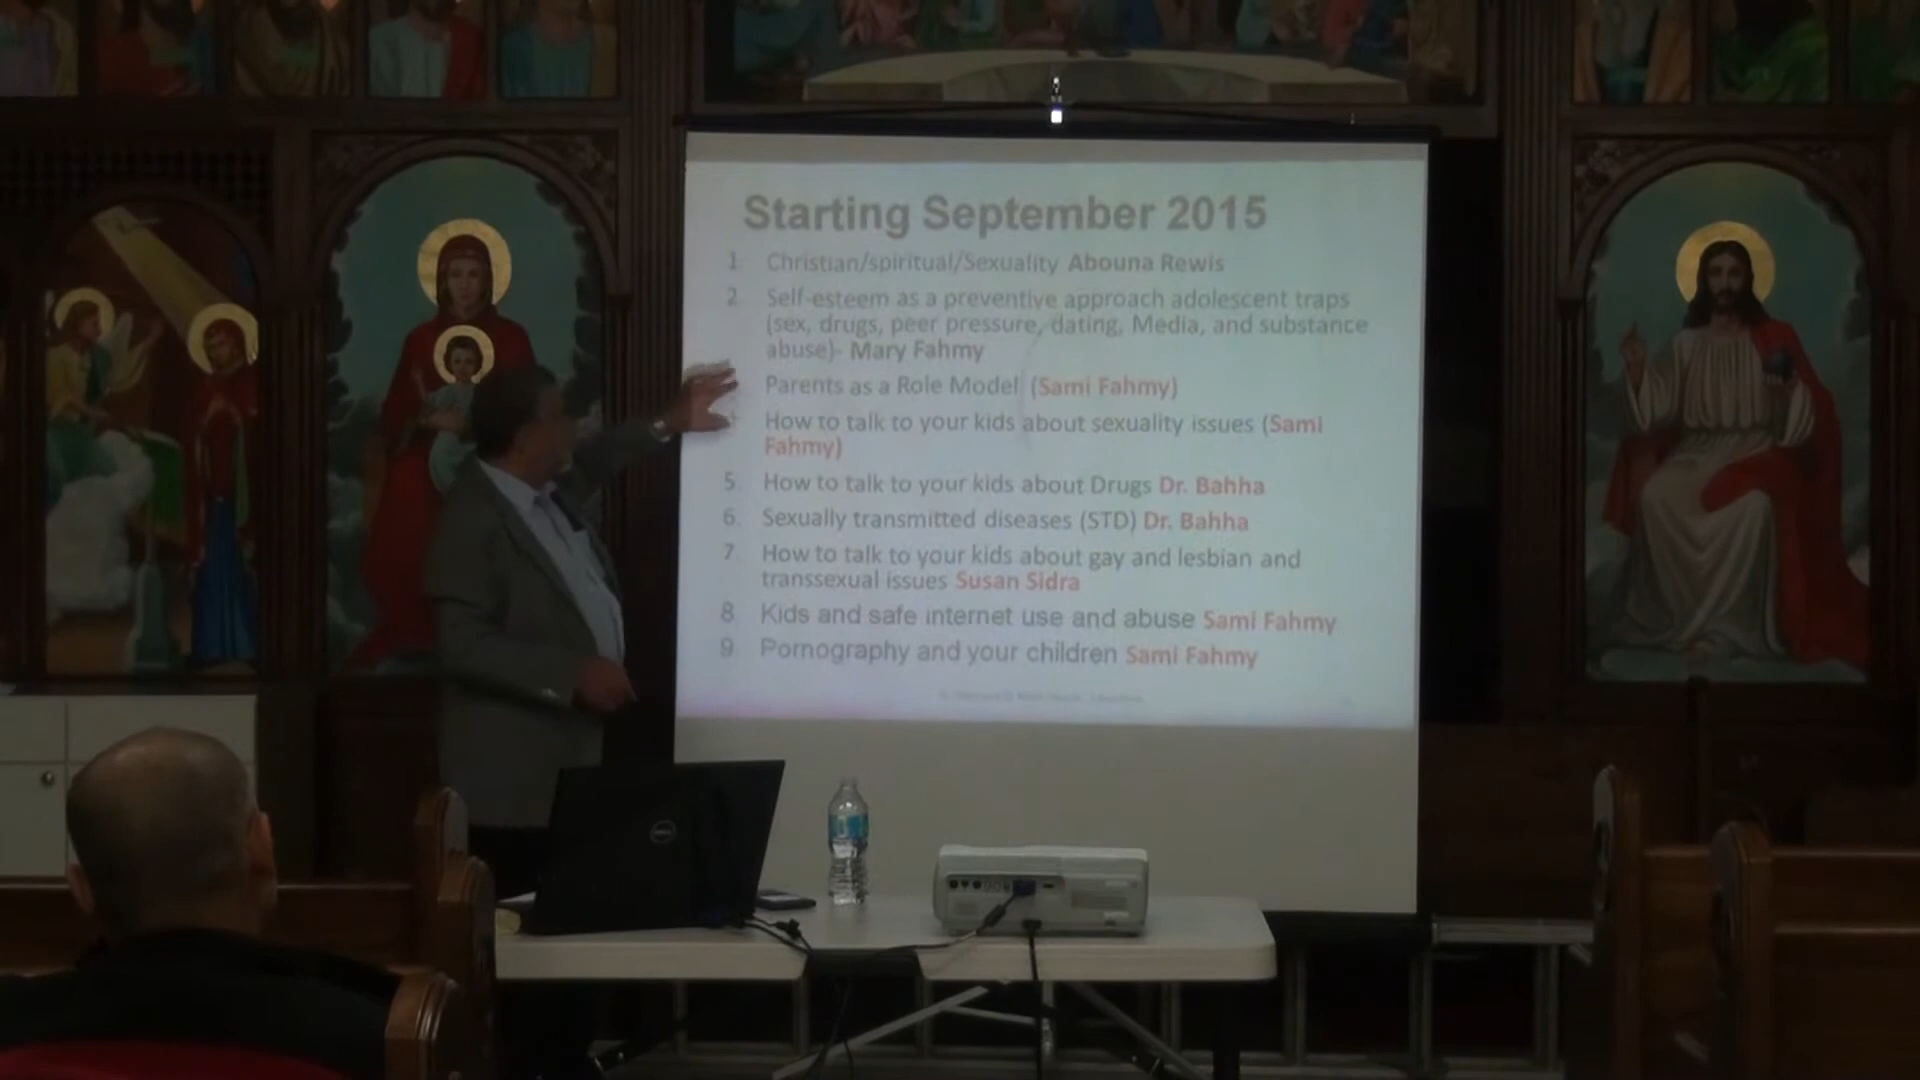 Starting September 2015
1. Christian/spiritual/Sexuality Abouna Rewis
2. Self-esteem as a preventive approach adolescent traps
(sex, drugs, peer pressure, dating, Media, and substance
abuse)- Mary Fahmy
Parents as a Role Model (Sami Fahmy)
How to talk to your kids about sexuality issues (Sami
Fahmy)
5. How to talk to your kids about Drugs Dr. Bahha
6. Sexually transmitted diseases (STD) Dr. Bahha
7. How to talk to your kids about gay and lesbian and
transsexual issues Susan Sidra
8. Kids and safe internet use and abuse Sami Fahmy
9. Pornography and your children Sami Fahmy
DELL